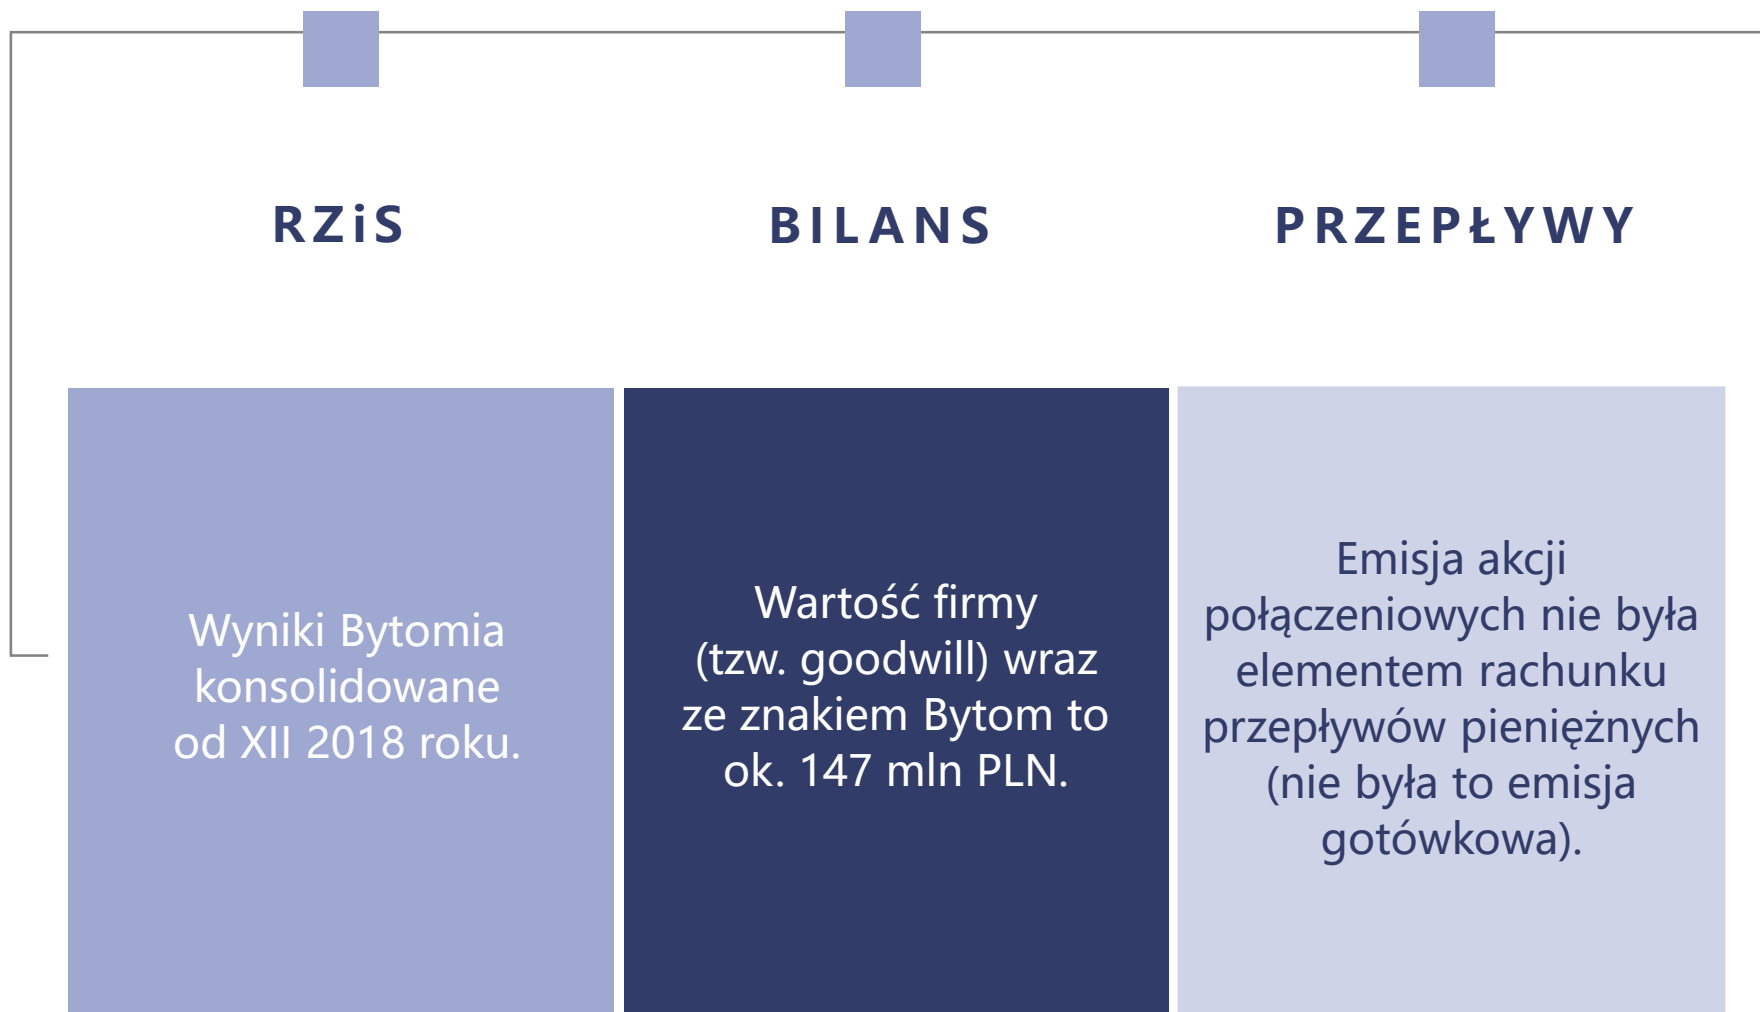 RZiS
BILANS
PRZEPŁYWY
Wyniki Bytomia
konsolidowane
od XII 2018 roku.
Wartość firmy
(tzw. goodwill) wraz
ze znakiem Bytom to
ok. 147 mln PLN.
Emisja akcji
połączeniowych nie była
elementem rachunku
przepływów pieniężnych
(nie była to emisja
gotówkowa).